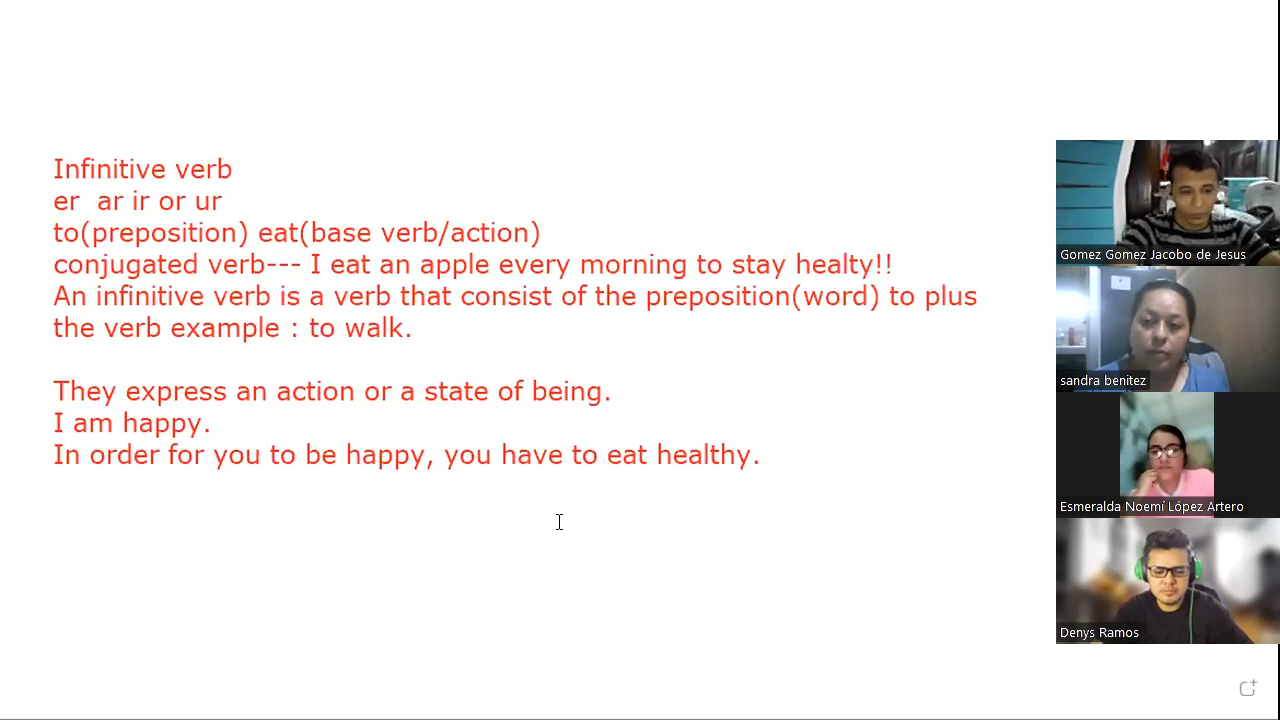 Infinitive verb
er  ar ir or ur
to(preposition) eat(base verb/action)
conjugated verb--- I eat an apple every morning to stay healty!!
An infinitive verb is a verb that consist of the preposition(word) to plus
the verb example : to walk.
They express an action or a state of being.
I am happy.
In order for you to be happy, you have to eat healthy.
Gomez Gomez Jacobo de Jesus
sandra benitez
Esmeralda Noemí López Artero
Denys Ramos